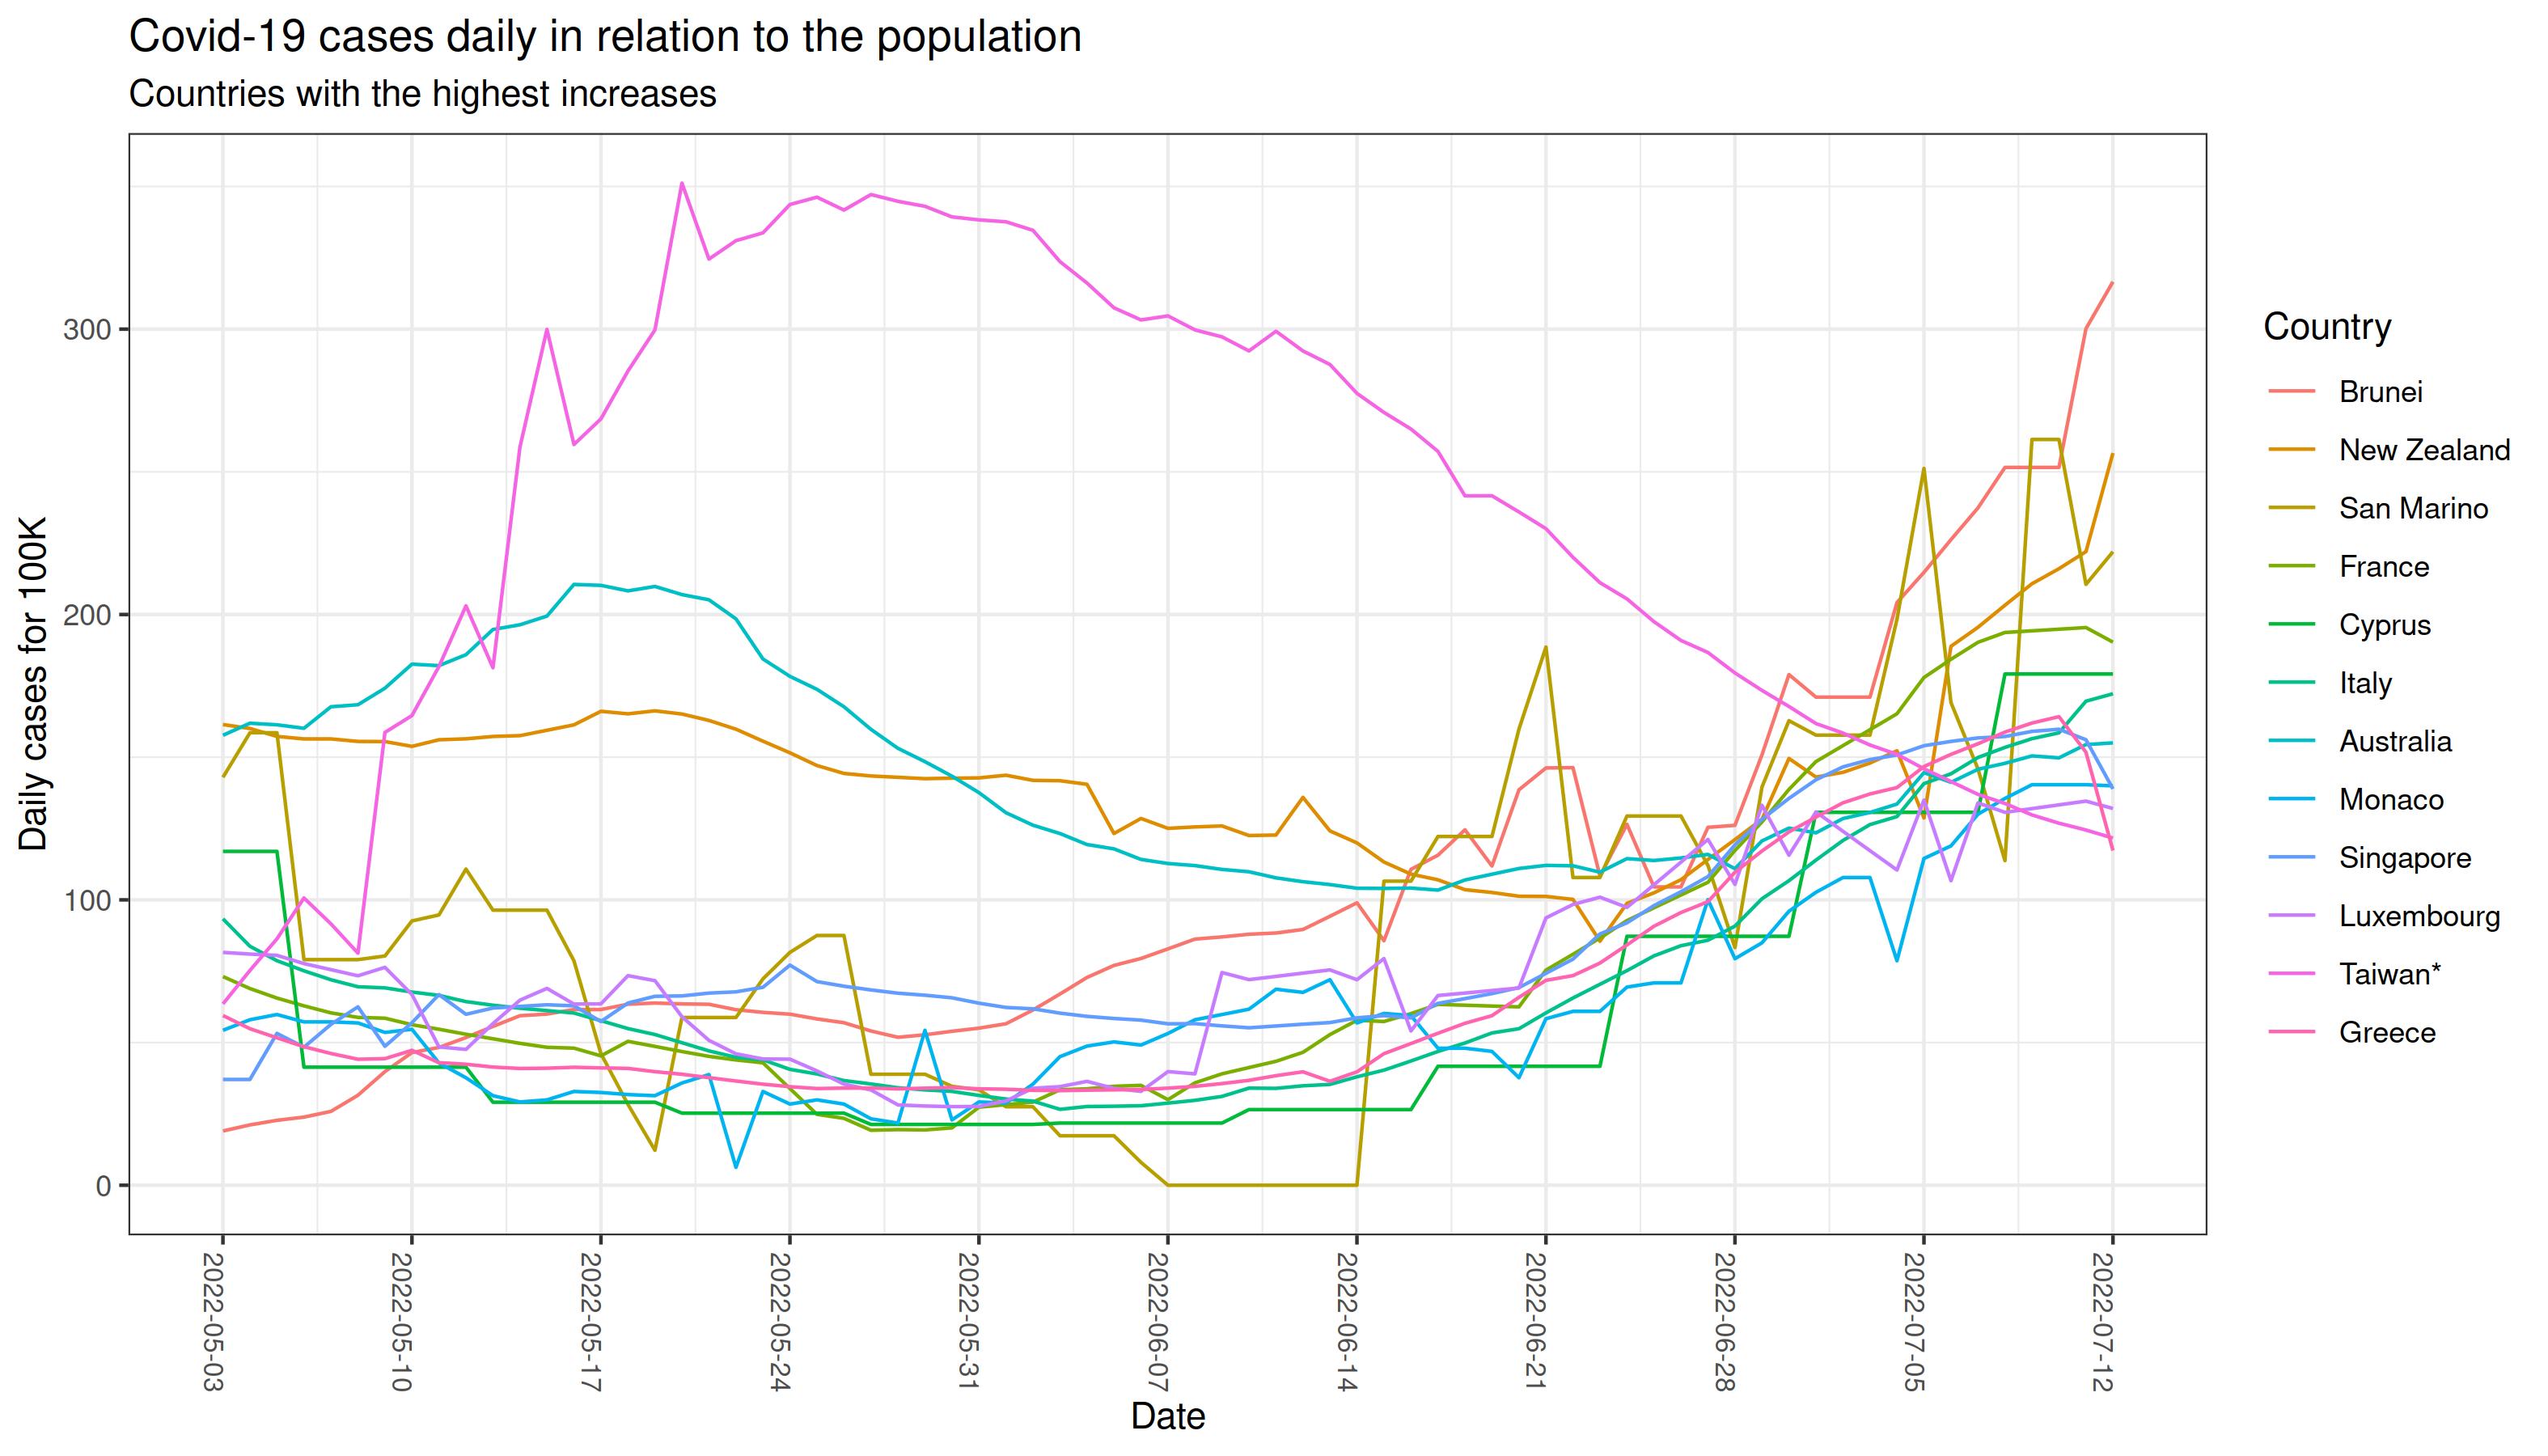 Covid-19 cases daily in relation to the population
Countries with the highest increases
Daily cases for 100K
300
200
100
0
2022-05-03
2022-05-10
2022-05-17
2022-05-24
2022-05-31
2022-06-07
2022-06-14
2022-06-21
2022-06-28
2022-07-05
2022-07-12
Date
Country
Brunei
New Zealand
San Marino
France
Cyprus
Italy
Australia
Monaco
Singapore
Luxembourg
Taiwan*
Greece